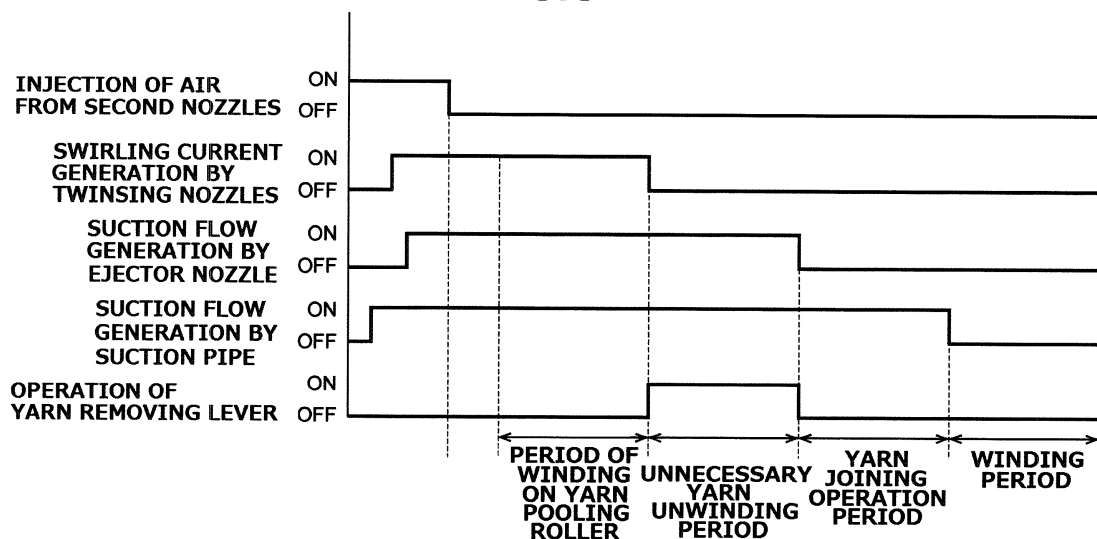 INJECTION OF AIR
FROM SECOND NOZZLES
ON
OFF
SWIRLING CURRENT
GENERATION BY
TWINSING NOZZLES
ON
OFF
SUCTION FLOW
GENERATION BY
EJECTOR NOZZLE
ON
OFF
SUCTION FLOW
GENERATION BY
SUCTION PIPE
ON
OFF
OPERATION OF
YARN REMOVING LEVER
ON
OFF
PERIOD OF
WINDING
ON YARN
POOLING
ROLLER
UNNECESSARY
YARN
UNWINDING
PERIOD
YARN
JOINING
OPERATION
PERIOD
WINDING
PERIOD